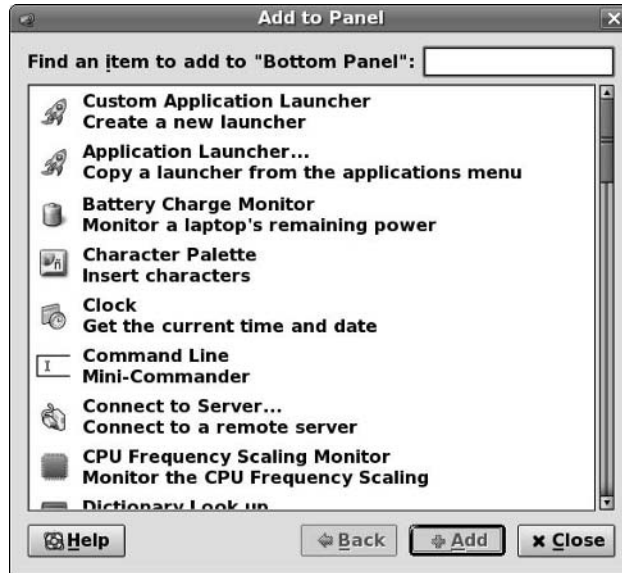 Add to Panel
Find an item to add to "Bottom Panel":
Custom Application Launcher
Create a new launcher
Application Launcher...
Copy a launcher from the applications menu
Battery Charge Monitor
Monitor a laptop's remaining power
Character Palette
Insert characters
Clock
Get the current time and date
Command Line
Mini-Commander
Connect to Server...
Connect to a remote server
CPU Frequency Scaling Monitor
Monitor the CPU Frequency Scaling
Dictionary Look up
Help
Back
Add
Close